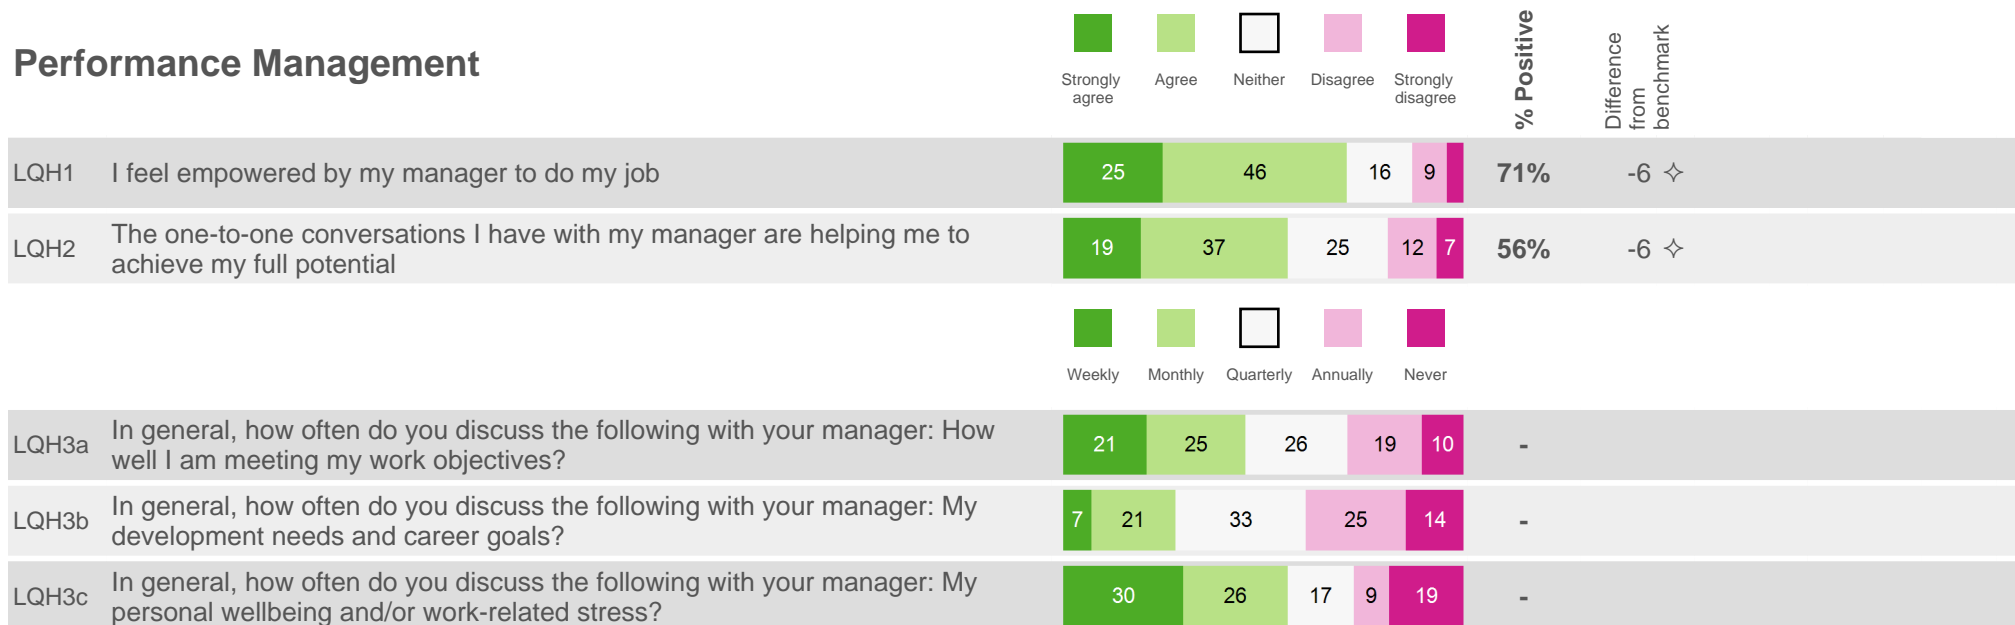 Performance Management
Strongly agree
Agree
Neither
Disagree
Strongly disagree
% Positive
Difference from benchmark
LQH1 I feel empowered by my manager to do my job 25 46 16 9 71% -6 ✧
LQH2 The one-to-one conversations I have with my manager are helping me to
achieve my full potential 19 37 25 12 7 56% -6 ✧
Weekly Monthly Quarterly Annually Never
LQH3a In general, how often do you discuss the following with your manager: How
well I am meeting my work objectives? 21 25 26 19 10 -
LQH3b In general, how often do you discuss the following with your manager: My
development needs and career goals? 7 21 33 25 14 -
LQH3c In general, how often do you discuss the following with your manager: My
personal wellbeing and/or work-related stress? 30 26 17 9 19 -